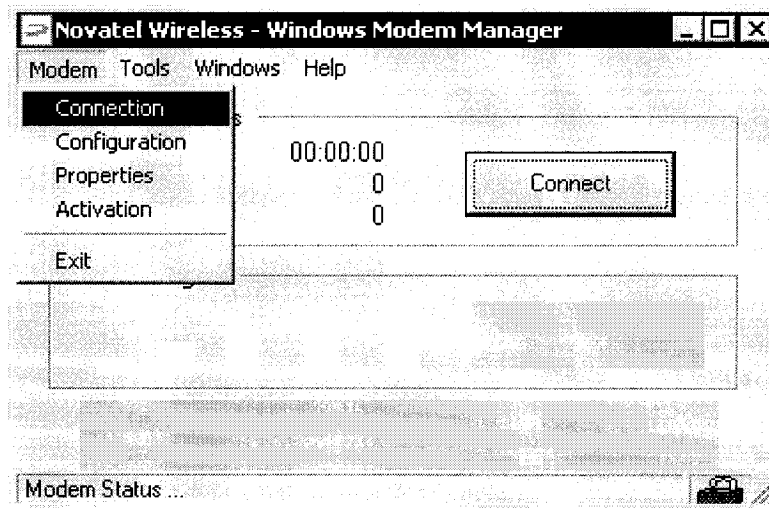 Novatel Wireless - Windows Modem Manager
Modem Tools Windows Help
Connection
Configuration
Properties
Activation
Exit
00:00:00
0
0
Connect
Modem Status ...